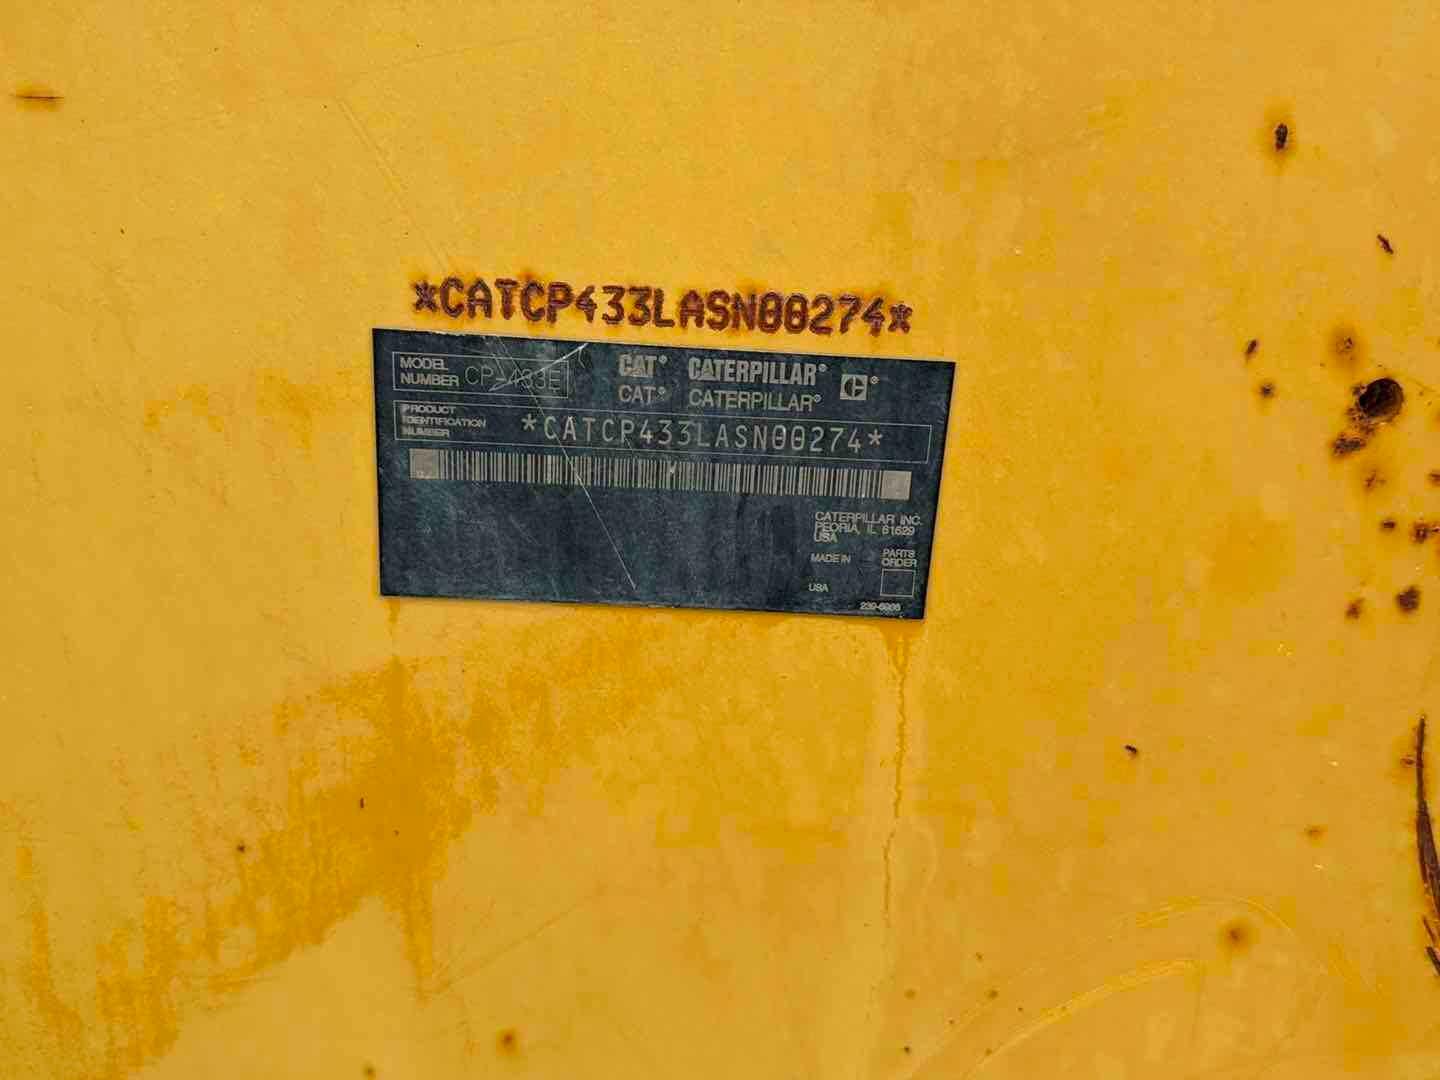 *CATCP433LASN00274*
MODEL NUMBER CP-433E CAT® CATERPILLAR®
CAT® CATERPILLAR®
PRODUCT IDENTIFICATION NUMBER *CATCP433LASN00274*
CATERPILLAR INC.
PEORIA, IL 61629
USA
MADE IN
USA
PARTS ORDER